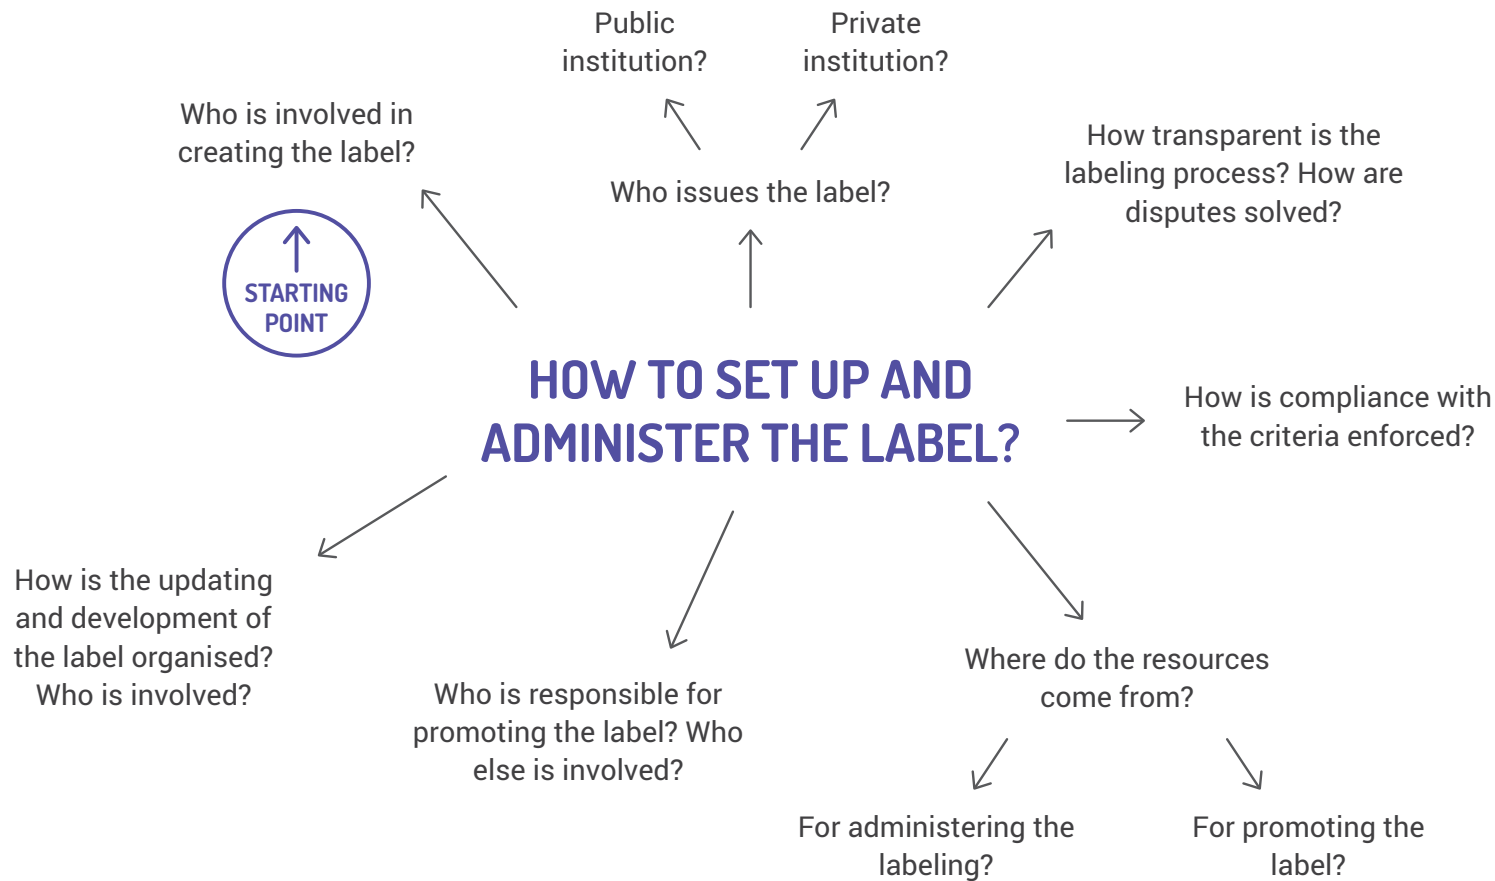 Public
institution?
Private
institution?
Who is involved in
creating the label?
STARTING
POINT
Who issues the label?
How transparent is the
labeling process? How are
disputes solved?
HOW TO SET UP AND
ADMINISTER THE LABEL?
How is compliance with
the criteria enforced?
How is the updating
and development of
the label organised?
Who is involved?
Who is responsible for
promoting the label? Who
else is involved?
Where do the resources
come from?
For administering the
labeling?
For promoting the
label?